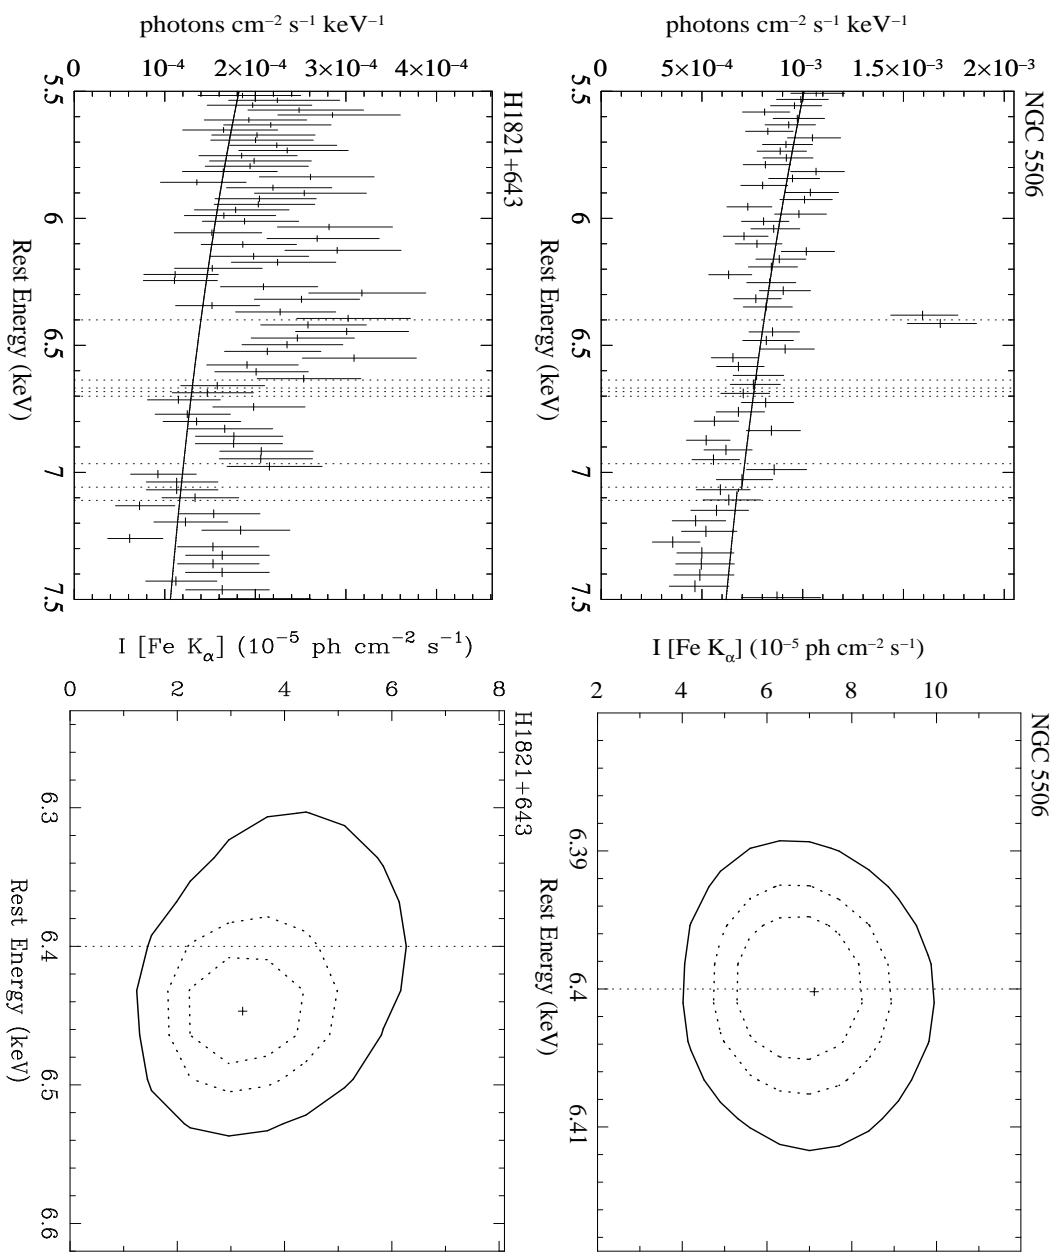 photons cm⁻² s⁻¹ keV⁻¹
0 10⁻⁴ 2×10⁻⁴ 3×10⁻⁴ 4×10⁻⁴
H1821+643
5.5 6 6.5 7 7.5
Rest Energy (keV)
photons cm⁻² s⁻¹ keV⁻¹
0 5×10⁻⁴ 10⁻³ 1.5×10⁻³ 2×10⁻³
NGC 5506
5.5 6 6.5 7 7.5
Rest Energy (keV)
I [Fe Kα] (10⁻⁵ ph cm⁻² s⁻¹)
0 2 4 6 8
H1821+643
6.3 6.4 6.5 6.6
Rest Energy (keV)
I [Fe Kα] (10⁻⁵ ph cm⁻² s⁻¹)
2 4 6 8 10
NGC 5506
6.39 6.4 6.41
Rest Energy (keV)